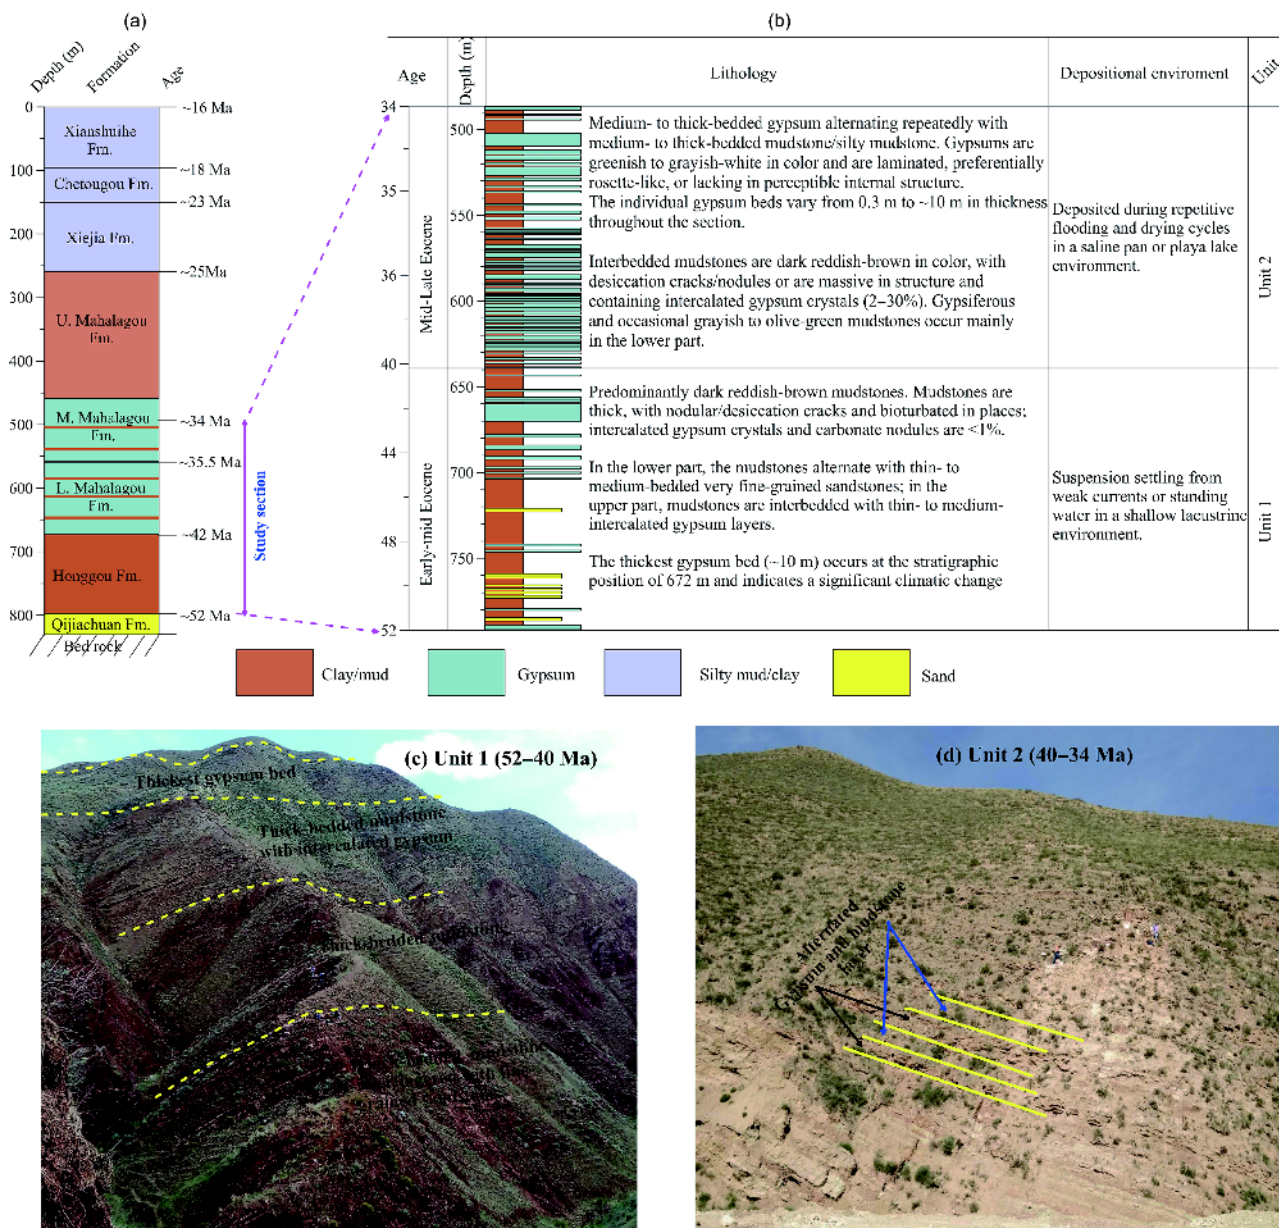 (a)
(b)
Depth (m)
Formation
Age
0
100
200
300
400
500
600
700
800
Xianshuihe
Fm.
Chetougou Fm.
Xiejia Fm.
U. Mahalagou
Fm.
M. Mahalagou
Fm.
L. Mahalagou
Fm.
Honggou Fm.
Qijiachuan Fm.
Bed rock
~16 Ma
~18 Ma
~23 Ma
~25Ma
~34 Ma
~35.5 Ma
~42 Ma
~52 Ma
Study section
Age
Depth (m)
Lithology
Depositional enviroment
Unit
34
35
36
40
44
48
52
Mid-Late Eocene
Early-mid Eocene
500
550
600
650
700
750
Medium- to thick-bedded gypsum alternating repeatedly with
medium- to thick-bedded mudstone/silty mudstone. Gypsums are
greenish to grayish-white in color and are laminated, preferentially
rosette-like, or lacking in perceptible internal structure.
The individual gypsum beds vary from 0.3 m to ~10 m in thickness
throughout the section.
Interbedded mudstones are dark reddish-brown in color, with
desiccation cracks/nodules or are massive in structure and
containing intercalated gypsum crystals (2–30%). Gypsiferous
and occasional grayish to olive-green mudstones occur mainly
in the lower part.
Deposited during repetitive
flooding and drying cycles
in a saline pan or playa lake
environment.
Unit 2
Predominantly dark reddish-brown mudstones. Mudstones are
thick, with nodular/desiccation cracks and bioturbated in places;
intercalated gypsum crystals and carbonate nodules are <1%.
In the lower part, the mudstones alternate with thin- to
medium-bedded very fine-grained sandstones; in the
upper part, mudstones are interbedded with thin- to medium-
intercalated gypsum layers.
The thickest gypsum bed (~10 m) occurs at the stratigraphic
position of 672 m and indicates a significant climatic change
Suspension settling from
weak currents or standing
water in a shallow lacustrine
environment.
Unit 1
Clay/mud
Gypsum
Silty mud/clay
Sand
(c) Unit 1 (52–40 Ma)
Thickest gypsum bed
Thick-bedded mudstone
with intercalated gypsum
Thick-bedded
(d) Unit 2 (40–34 Ma)
Alternated
Gypsum and mudstone
layer